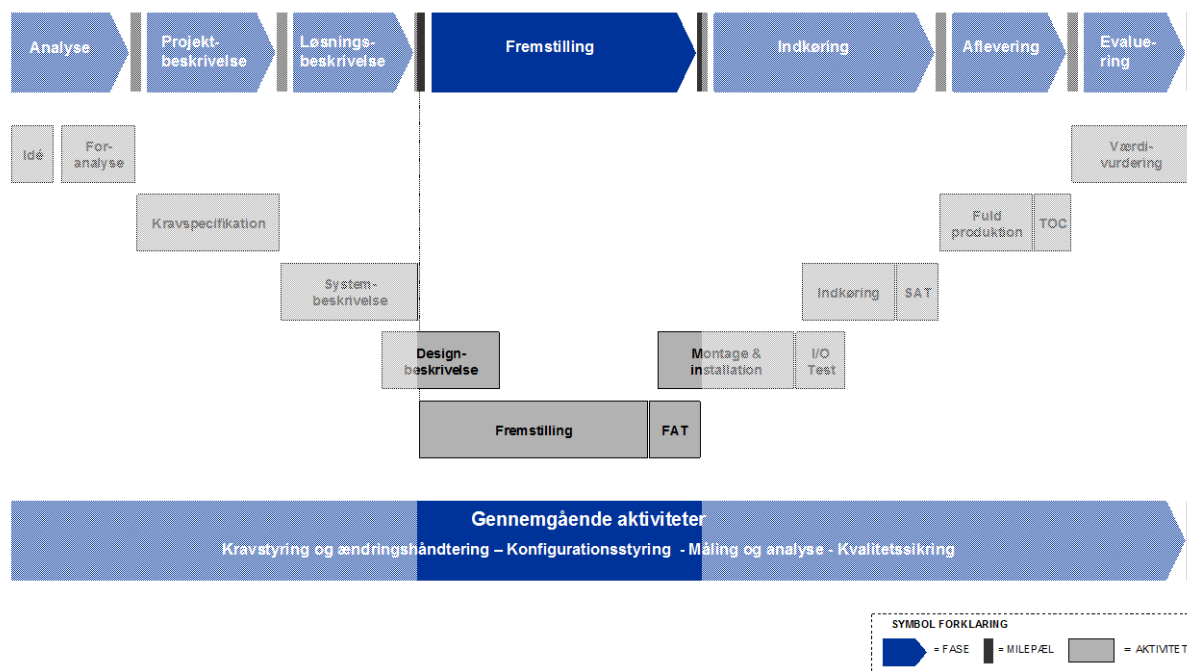 Analyse
Projekt-
beskrivelse
Løsnings-
beskrivelse
Fremstilling
Indkøring
Aflevering
Evalue-
ring
Idé
For-
analyse
Værdi-
vurdering
Kravspecifikation
Fuld
produktion
TOC
System-
beskrivelse
Indkøring
SAT
Design-
beskrivelse
Montage &
installation
I/O
Test
Fremstilling
FAT
Gennemgående aktiviteter
Kravstyring og ændringshåndtering – Konfigurationsstyring - Måling og analyse - Kvalitetssikring
SYMBOL FORKLARING
= FASE = MILEPÆL = AKTIVITET